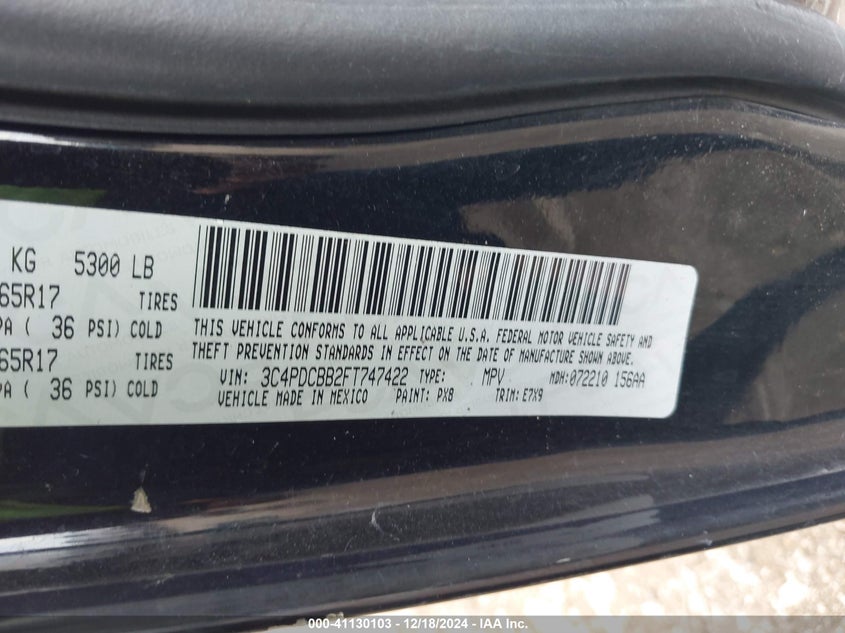 KG 5300 LB
65R17 TIRES
PA ( 36 PSI) COLD
65R17 TIRES
PA ( 36 PSI) COLD
THIS VEHICLE CONFORMS TO ALL APPLICABLE U.S.A. FEDERAL MOTOR VEHICLE SAFETY AND
THEFT PREVENTION STANDARDS IN EFFECT ON THE DATE OF MANUFACTURE SHOWN ABOVE.
VIN: 3C4PDCBB2FT747422 TYPE: MPV MDH:072210 156AA
VEHICLE MADE IN MEXICO PAINT: PX8 TRIM: E7X9
000-41130103 - 12/18/2024 - IAA Inc.